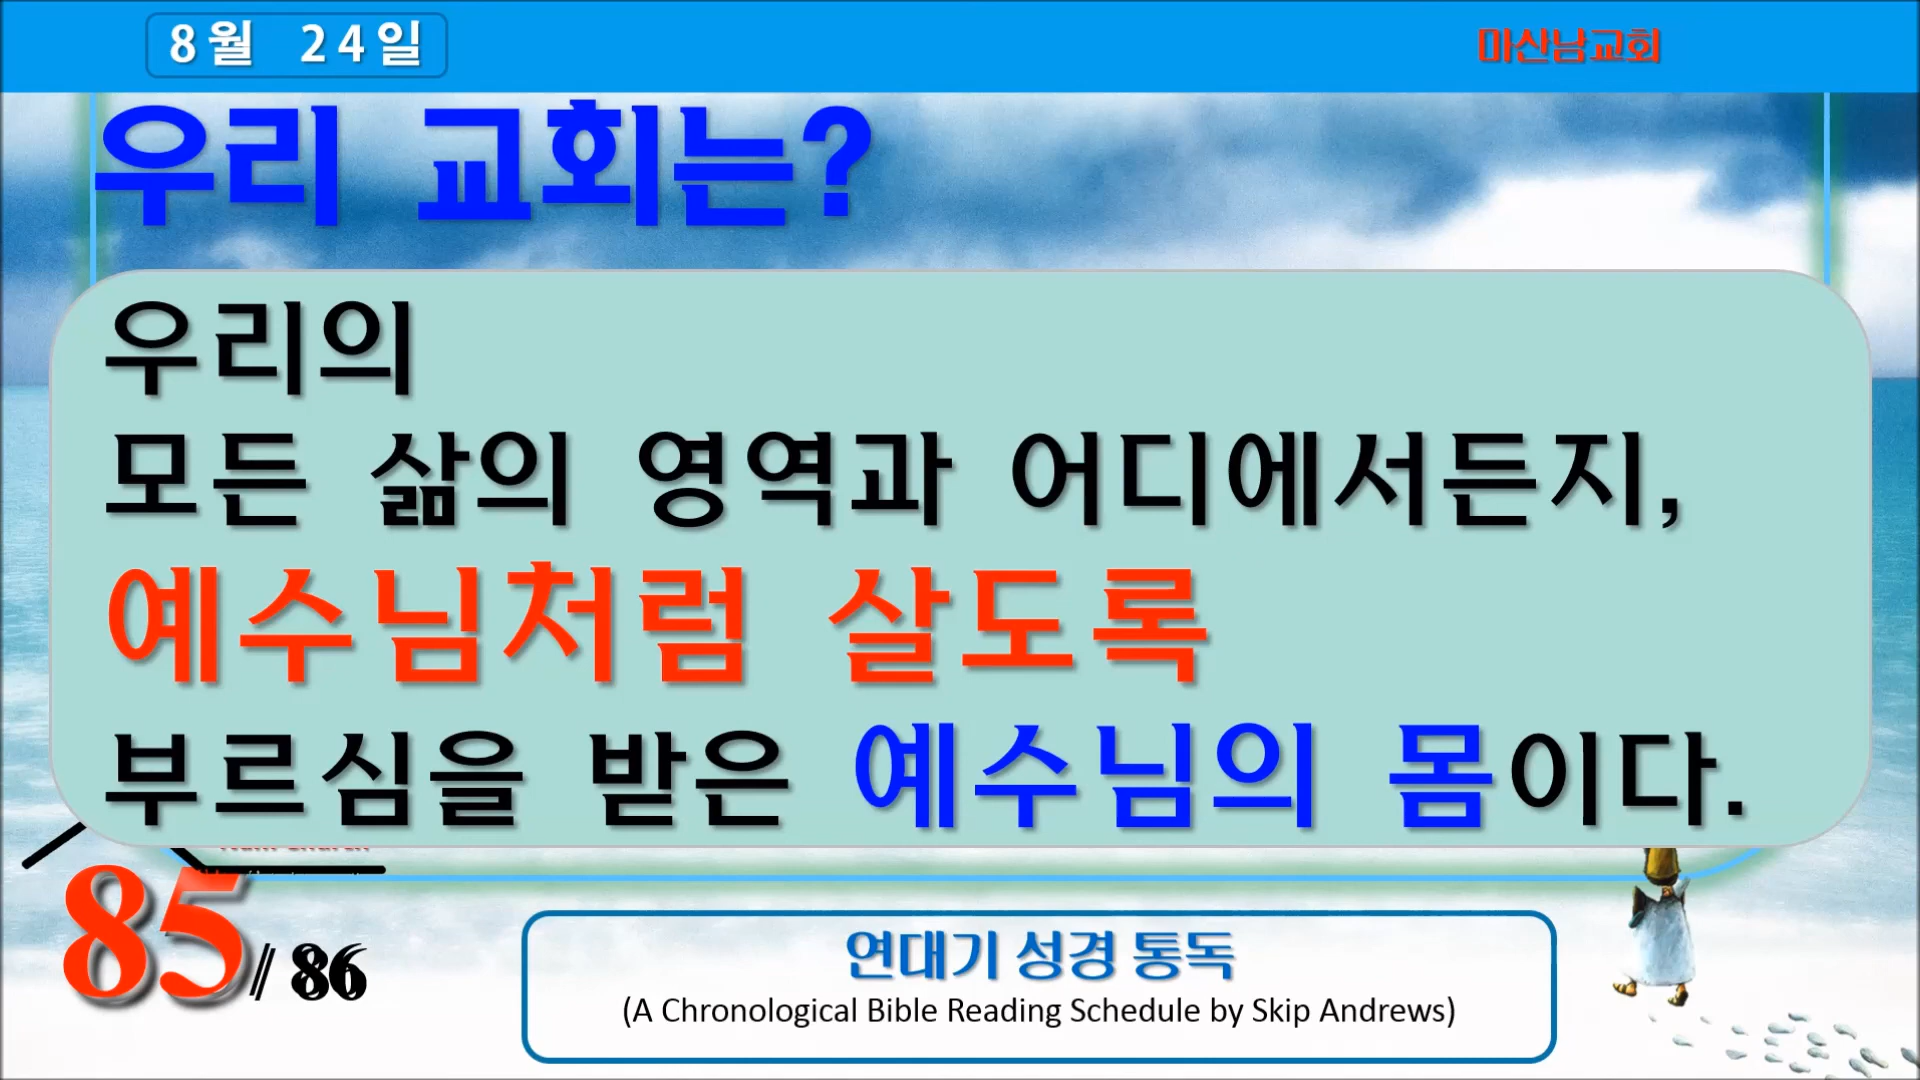 8월 24일
마산남교회
우리 교회는?
우리의
모든 삶의 영역과 어디에서든지,
예수님처럼 살도록
부르심을 받은 예수님의 몸이다.
85/ 86
연대기 성경 통독
(A Chronological Bible Reading Schedule by Skip Andrews)